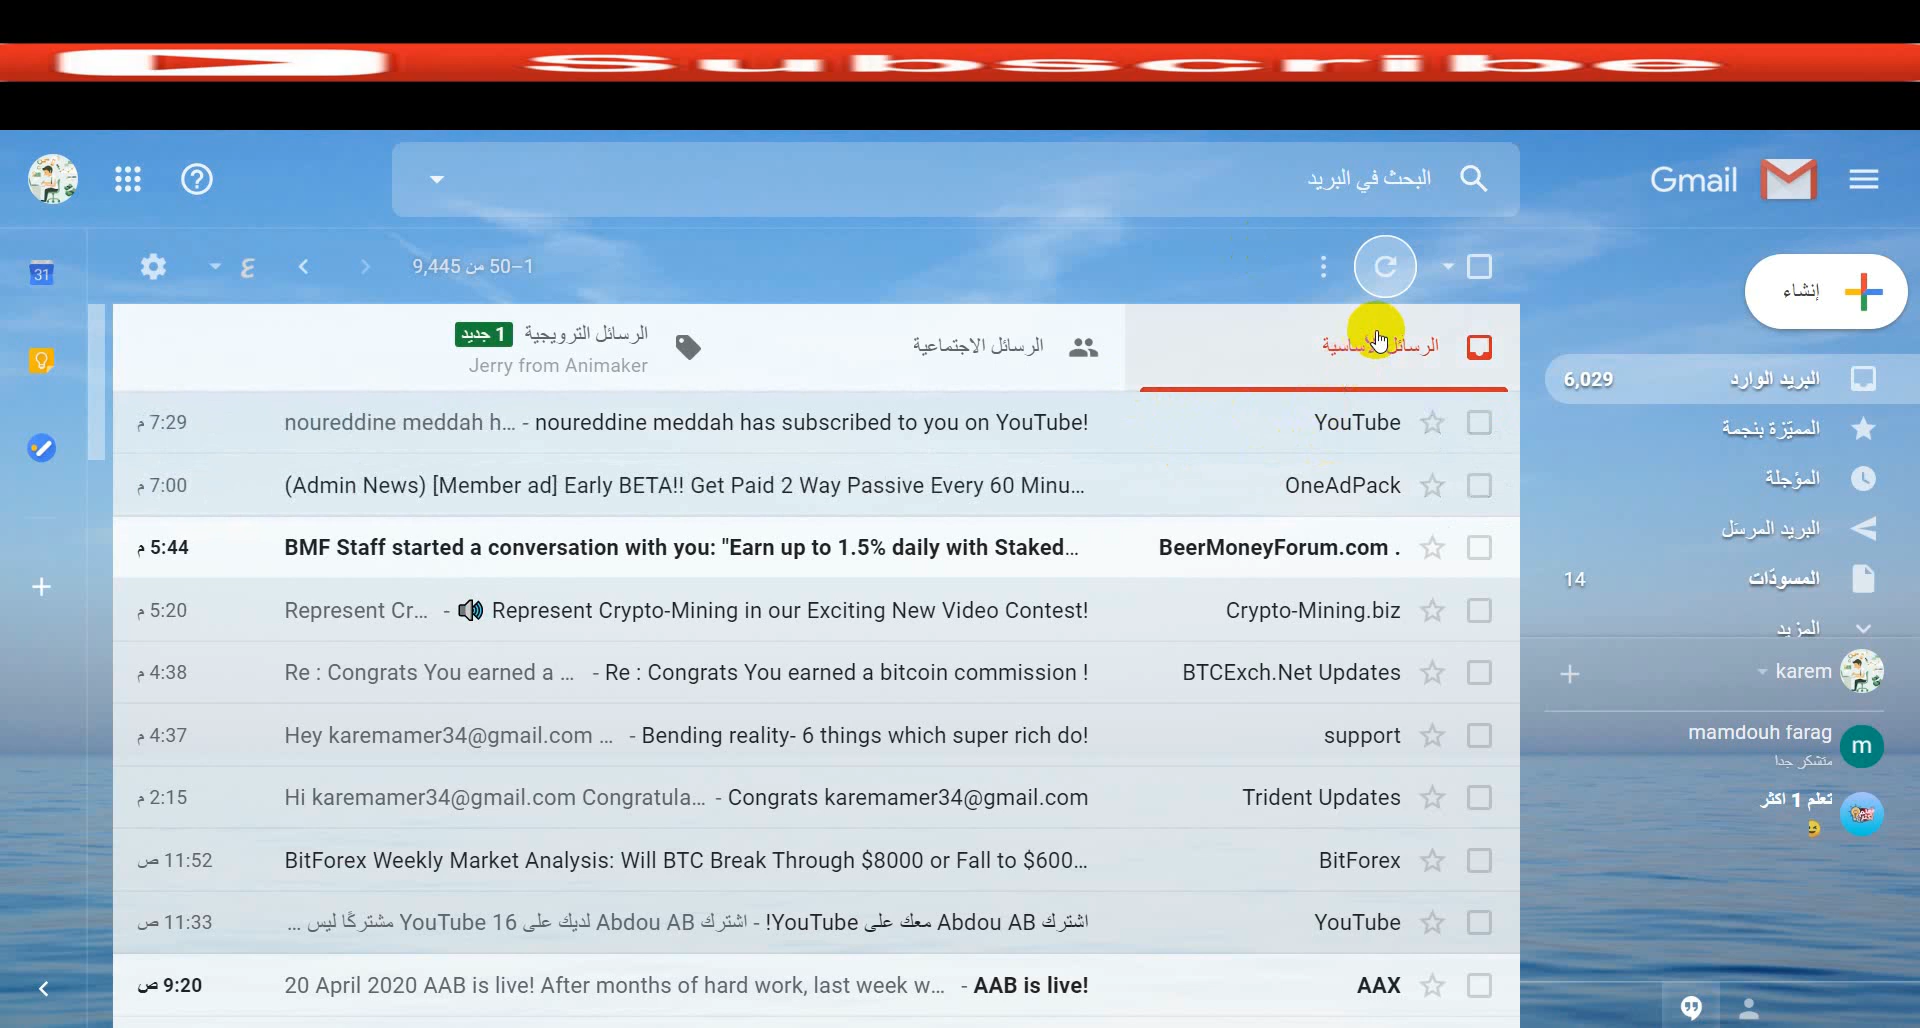 Subscribe
Gmail
البحث في البريد
إنشاء
1–50 من 9,445
ع
31
الرسائل الأساسية
الرسائل الاجتماعية
الرسائل الترويجية 1 جديد
Jerry from Animaker
البريد الوارد 6,029
المميّزة بنجمة
المؤجلة
البريد المرسَل
المسودّات 14
المزيد
karem
mamdouh farag
m
متشكر جدا
تعلم 1 اكثر
YouTube noureddine meddah has subscribed to you on YouTube! - noureddine meddah h... 7:29 م
OneAdPack (Admin News) [Member ad] Early BETA!! Get Paid 2 Way Passive Every 60 Minu... 7:00 م
BeerMoneyForum.com . BMF Staff started a conversation with you: "Earn up to 1.5% daily with Staked... 5:44 م
Crypto-Mining.biz Represent Crypto-Mining in our Exciting New Video Contest! - Represent Cr... 5:20 م
BTCExch.Net Updates Re : Congrats You earned a bitcoin commission ! - Re : Congrats You earned a ... 4:38 م
support Bending reality- 6 things which super rich do! - Hey karemamer34@gmail.com ... 4:37 م
Trident Updates Congrats karemamer34@gmail.com - Hi karemamer34@gmail.com Congratula... 2:15 م
BitForex BitForex Weekly Market Analysis: Will BTC Break Through $8000 or Fall to $600... 11:52 ص
YouTube اشترك Abdou AB معك على YouTube! - اشترك Abdou AB لديك على YouTube 16 مشتركًا ليس ... 11:33 ص
AAX AAB is live! - 20 April 2020 AAB is live! After months of hard work, last week w... 9:20 ص